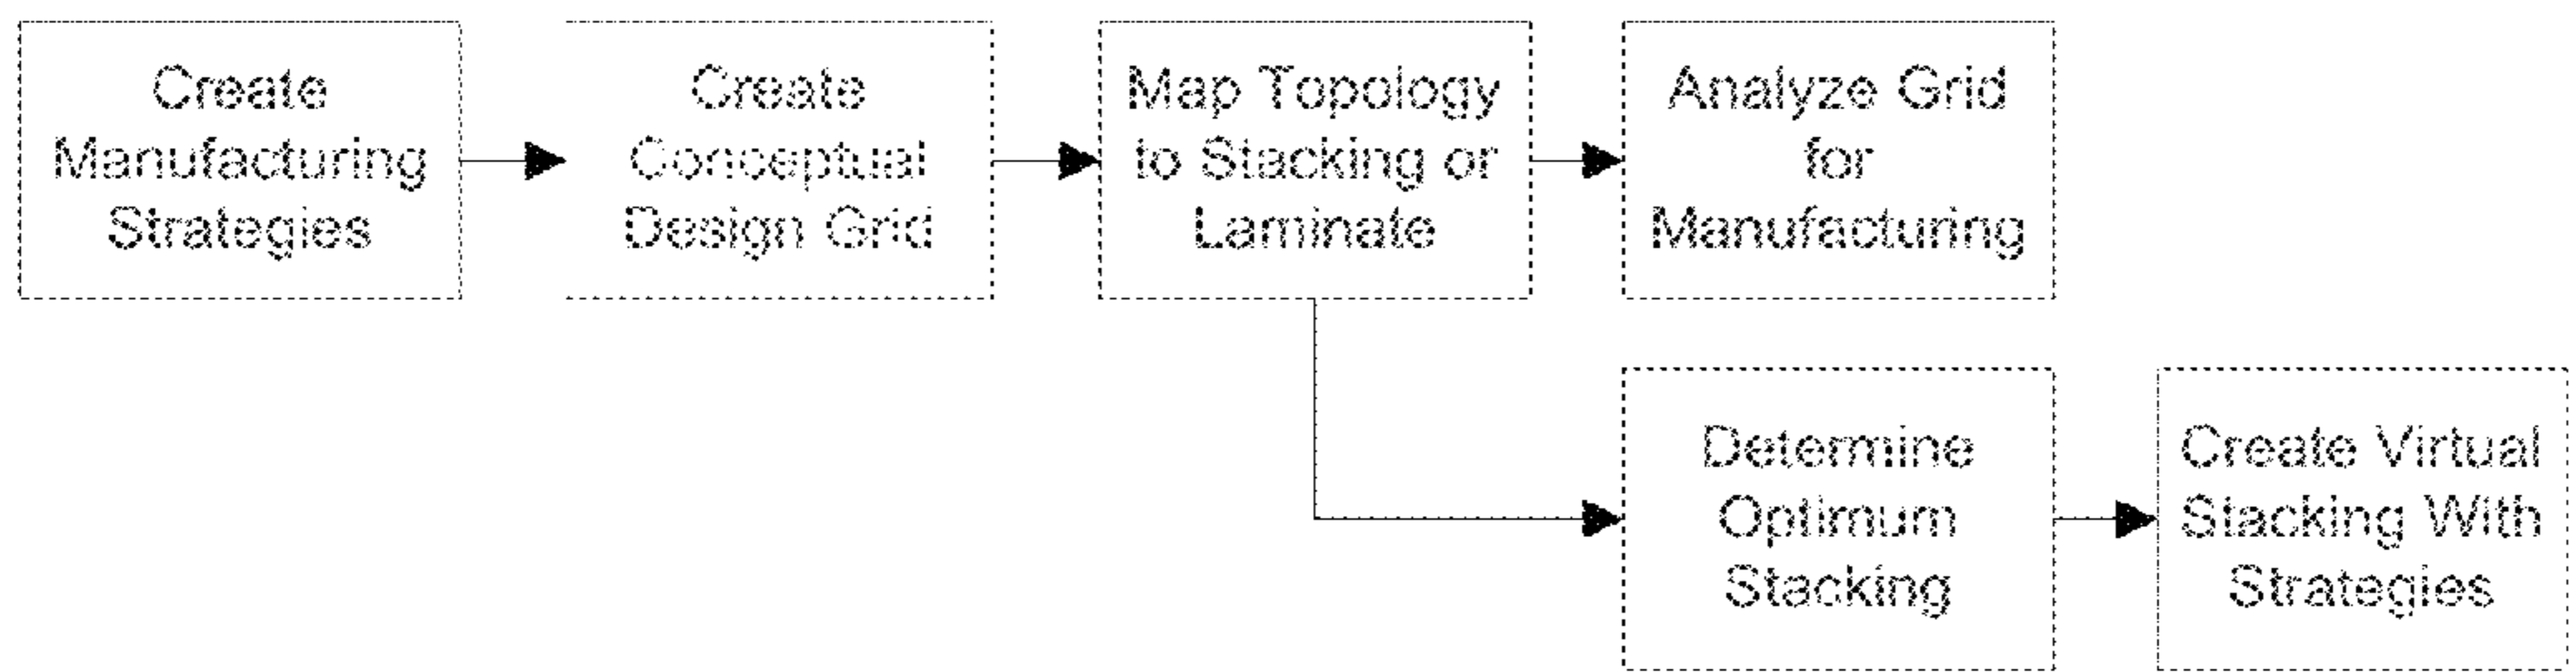 Create
Manufacturing
Strategies
Create
Conceptual
Design Grid
Map Topology
to Stacking or
Laminate
Analyze Grid
for
Manufacturing
Determine
Optimum
Stacking
Create Virtual
Stacking With
Strategies